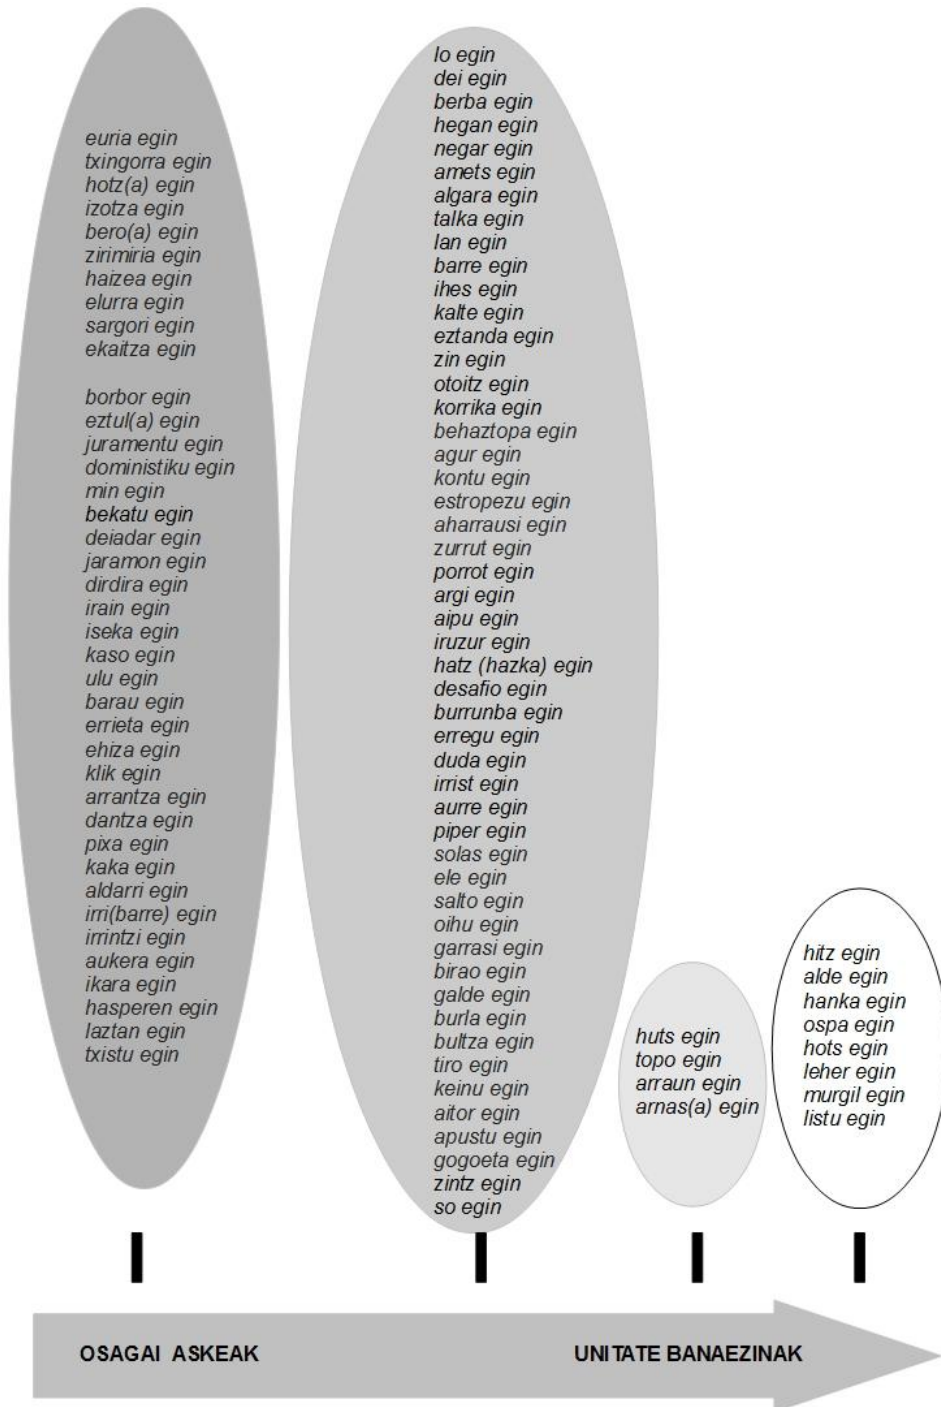 euria egin
txingorra egin
hotz(a) egin
izotza egin
bero(a) egin
zirimiria egin
haizea egin
elurra egin
sargori egin
ekaitza egin
borbor egin
eztul(a) egin
juramentu egin
doministiku egin
min egin
bekatu egin
deiadar egin
jaramon egin
dirdira egin
irain egin
iseka egin
kaso egin
ulu egin
barau egin
errieta egin
ehiza egin
klik egin
arrantza egin
dantza egin
pixa egin
kaka egin
aldarri egin
irri(barre) egin
irrintzi egin
aukera egin
ikara egin
hasperen egin
laztan egin
txistu egin
lo egin
dei egin
berba egin
hegan egin
negar egin
amets egin
algara egin
talka egin
lan egin
barre egin
ihes egin
kalte egin
eztanda egin
zin egin
otoitz egin
korrika egin
behaztopa egin
agur egin
kontu egin
estropezu egin
aharrausi egin
zurrut egin
porrot egin
argi egin
aipu egin
iruzur egin
hatz (hazka) egin
desafio egin
burrunba egin
erregu egin
duda egin
irrist egin
aurre egin
piper egin
solas egin
ele egin
salto egin
oihu egin
garrasi egin
birao egin
galde egin
burla egin
bultza egin
tiro egin
keinu egin
aitor egin
apustu egin
gogoeta egin
zintz egin
so egin
huts egin
topo egin
arraun egin
arnas(a) egin
hitz egin
alde egin
hanka egin
ospa egin
hots egin
leher egin
murgil egin
listu egin
OSAGAI ASKEAK
UNITATE BANAEZINAK